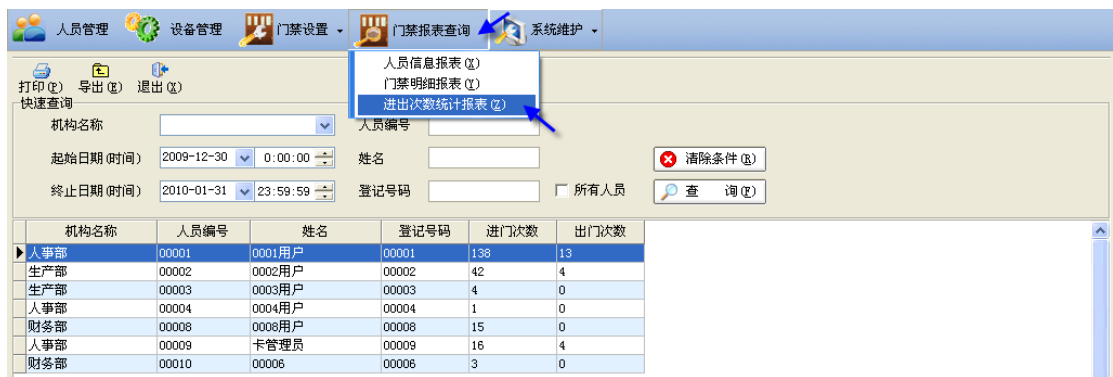 人员管理 设备管理 门禁设置 门禁报表查询 系统维护
人员信息报表(X)
门禁明细报表(Y)
进出次数统计报表(Z)
打印(P) 导出(E) 退出(X)
快速查询
机构名称 人员编号
起始日期(时间) 2009-12-30 0:00:00 姓名 清除条件(R)
终止日期(时间) 2010-01-31 23:59:59 登记号码 所有人员 查 询(F)
机构名称 人员编号 姓名 登记号码 进门次数 出门次数
人事部 00001 0001用户 00001 138 13
生产部 00002 0002用户 00002 42 4
生产部 00003 0003用户 00003 4 0
人事部 00004 0004用户 00004 1 0
财务部 00008 0008用户 00008 15 0
人事部 00009 卡管理员 00009 16 4
财务部 00010 00006 00006 3 0